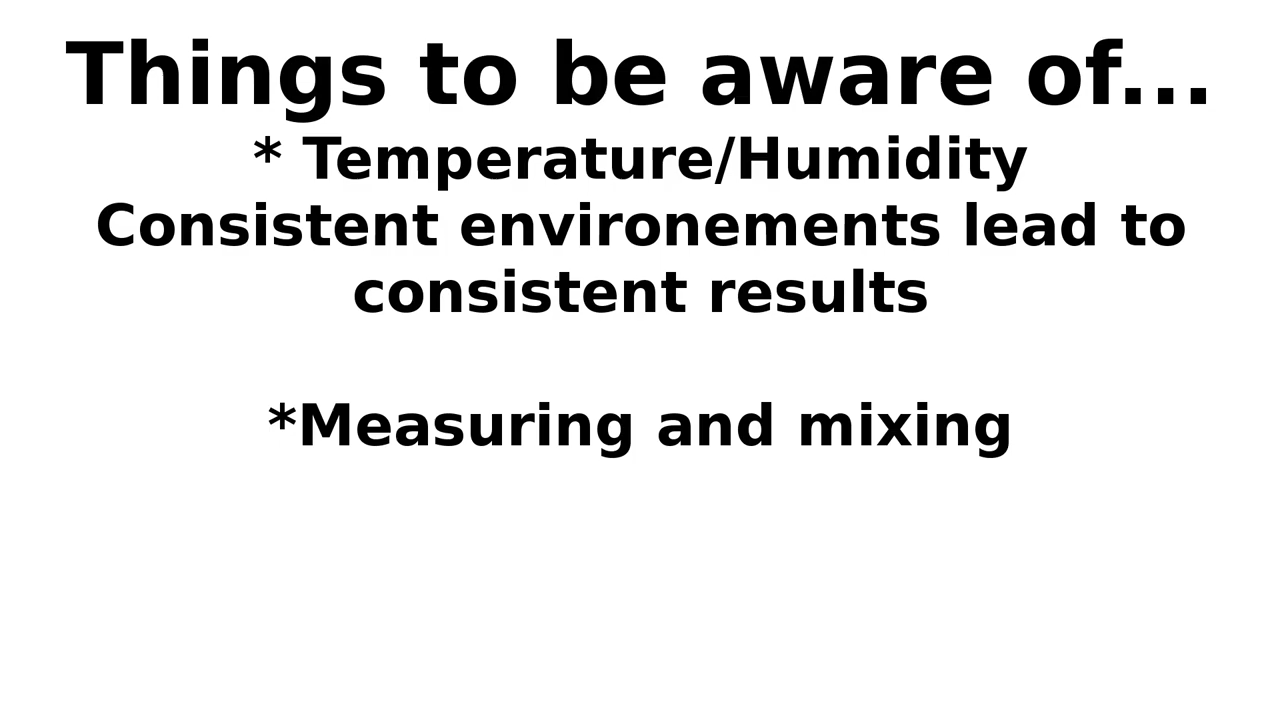 Things to be aware of...
* Temperature/Humidity
Consistent environements lead to
consistent results
*Measuring and mixing